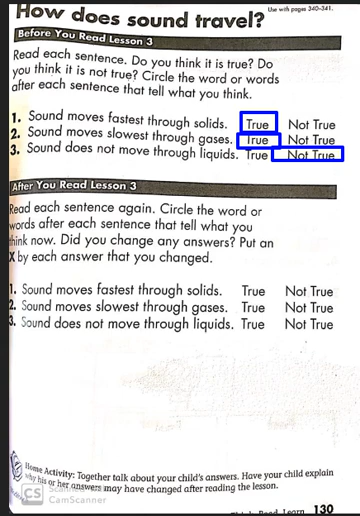 How does sound travel?
Use with pages 340-341.
Before You Read Lesson 3
Read each sentence. Do you think it is true? Do
you think it is not true? Circle the word or words
after each sentence that tell what you think.
1. Sound moves fastest through solids. True Not True
2. Sound moves slowest through gases. True Not True
3. Sound does not move through liquids. True Not True
After You Read Lesson 3
Read each sentence again. Circle the word or
words after each sentence that tell what you
think now. Did you change any answers? Put an
X by each answer that you changed.
1. Sound moves fastest through solids. True Not True
2. Sound moves slowest through gases. True Not True
3. Sound does not move through liquids. True Not True
Home Activity: Together talk about your child's answers. Have your child explain
why his or her answers may have changed after reading the lesson.
CS
CamScanner
Read Learn 130